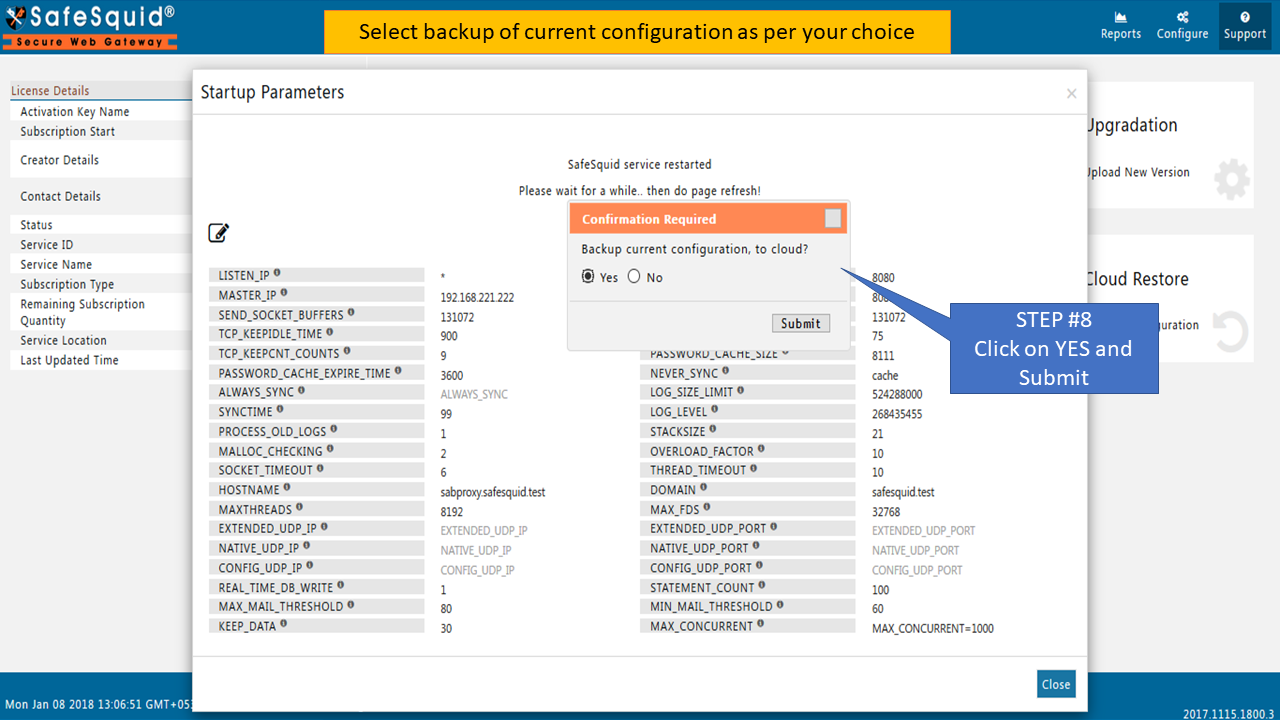 SafeSquid®
Secure Web Gateway
Select backup of current configuration as per your choice
Reports
Configure
Support
License Details
Activation Key Name
Subscription Start
Creator Details
Contact Details
Status
Service ID
Service Name
Subscription Type
Remaining Subscription
Quantity
Service Location
Last Updated Time
Startup Parameters
×
SafeSquid service restarted
Please wait for a while.. then do page refresh!
Confirmation Required
Backup current configuration, to cloud?
Yes No
Submit
STEP #8
Click on YES and
Submit
Upgradation
Upload New Version
Cloud Restore
LISTEN_IP * 8080
MASTER_IP 192.168.221.222
SEND_SOCKET_BUFFERS 131072 131072
TCP_KEEPIDLE_TIME 900 75
TCP_KEEPCNT_COUNTS 9 PASSWORD_CACHE_SIZE 8111
PASSWORD_CACHE_EXPIRE_TIME 3600 NEVER_SYNC cache
ALWAYS_SYNC ALWAYS_SYNC LOG_SIZE_LIMIT 524288000
SYNCTIME 99 LOG_LEVEL 268435455
PROCESS_OLD_LOGS 1 STACKSIZE 21
MALLOC_CHECKING 2 OVERLOAD_FACTOR 10
SOCKET_TIMEOUT 6 THREAD_TIMEOUT 10
HOSTNAME sabproxy.safesquid.test DOMAIN safesquid.test
MAXTHREADS 8192 MAX_FDS 32768
EXTENDED_UDP_IP EXTENDED_UDP_IP EXTENDED_UDP_PORT EXTENDED_UDP_PORT
NATIVE_UDP_IP NATIVE_UDP_IP NATIVE_UDP_PORT NATIVE_UDP_PORT
CONFIG_UDP_IP CONFIG_UDP_IP CONFIG_UDP_PORT CONFIG_UDP_PORT
REAL_TIME_DB_WRITE 1 STATEMENT_COUNT 100
MAX_MAIL_THRESHOLD 80 MIN_MAIL_THRESHOLD 60
KEEP_DATA 30 MAX_CONCURRENT MAX_CONCURRENT=1000
Close
Mon Jan 08 2018 13:06:51 GMT+05
2017.1115.1800.3